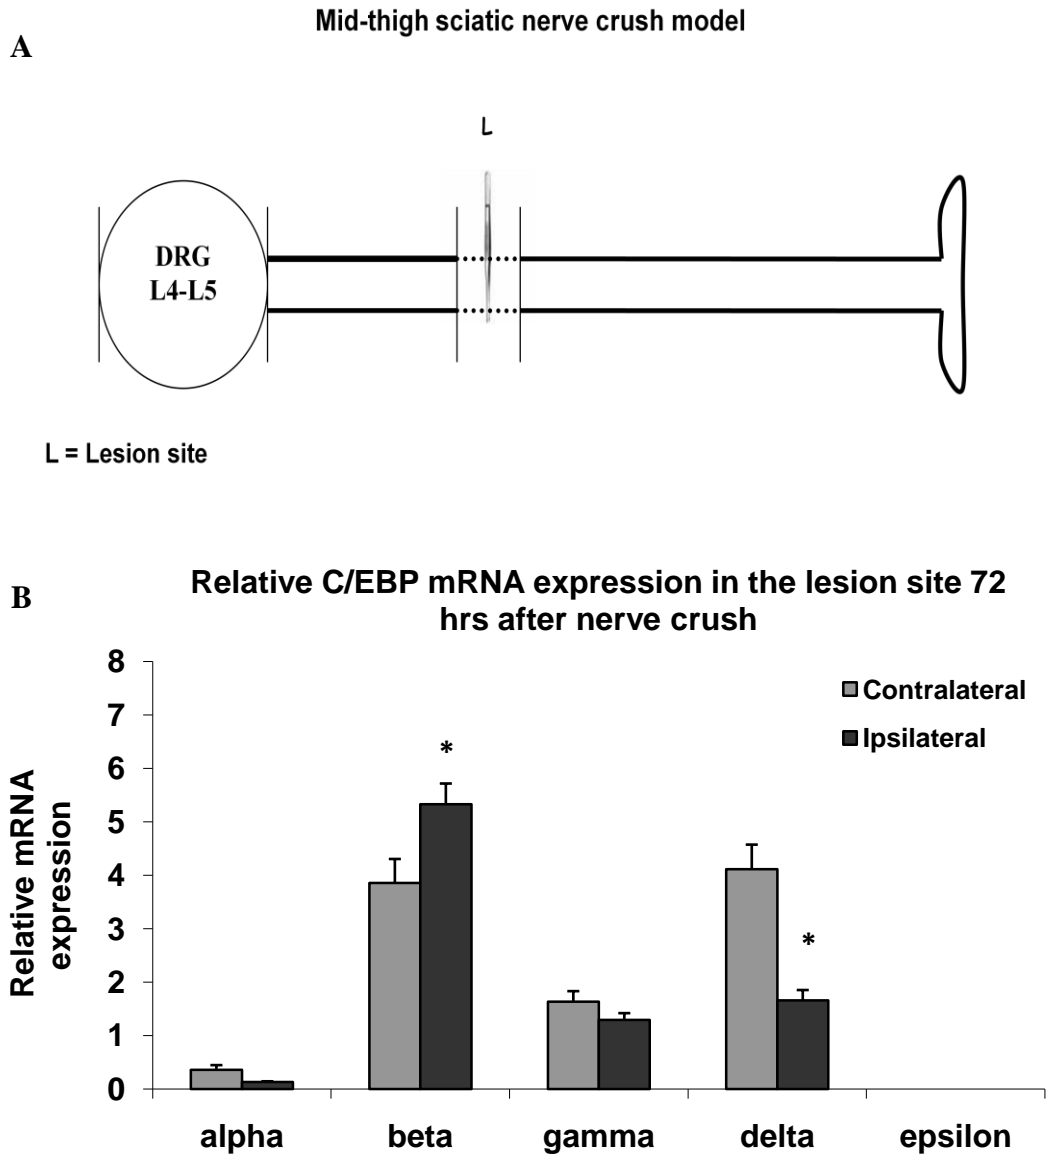 Mid-thigh sciatic nerve crush model
A
L
DRG
L4-L5
L = Lesion site
B
Relative C/EBP mRNA expression in the lesion site 72
hrs after nerve crush
8
7
6
5
4
3
2
1
0
Relative mRNA
expression
Contralateral
Ipsilateral
*
*
alpha beta gamma delta epsilon